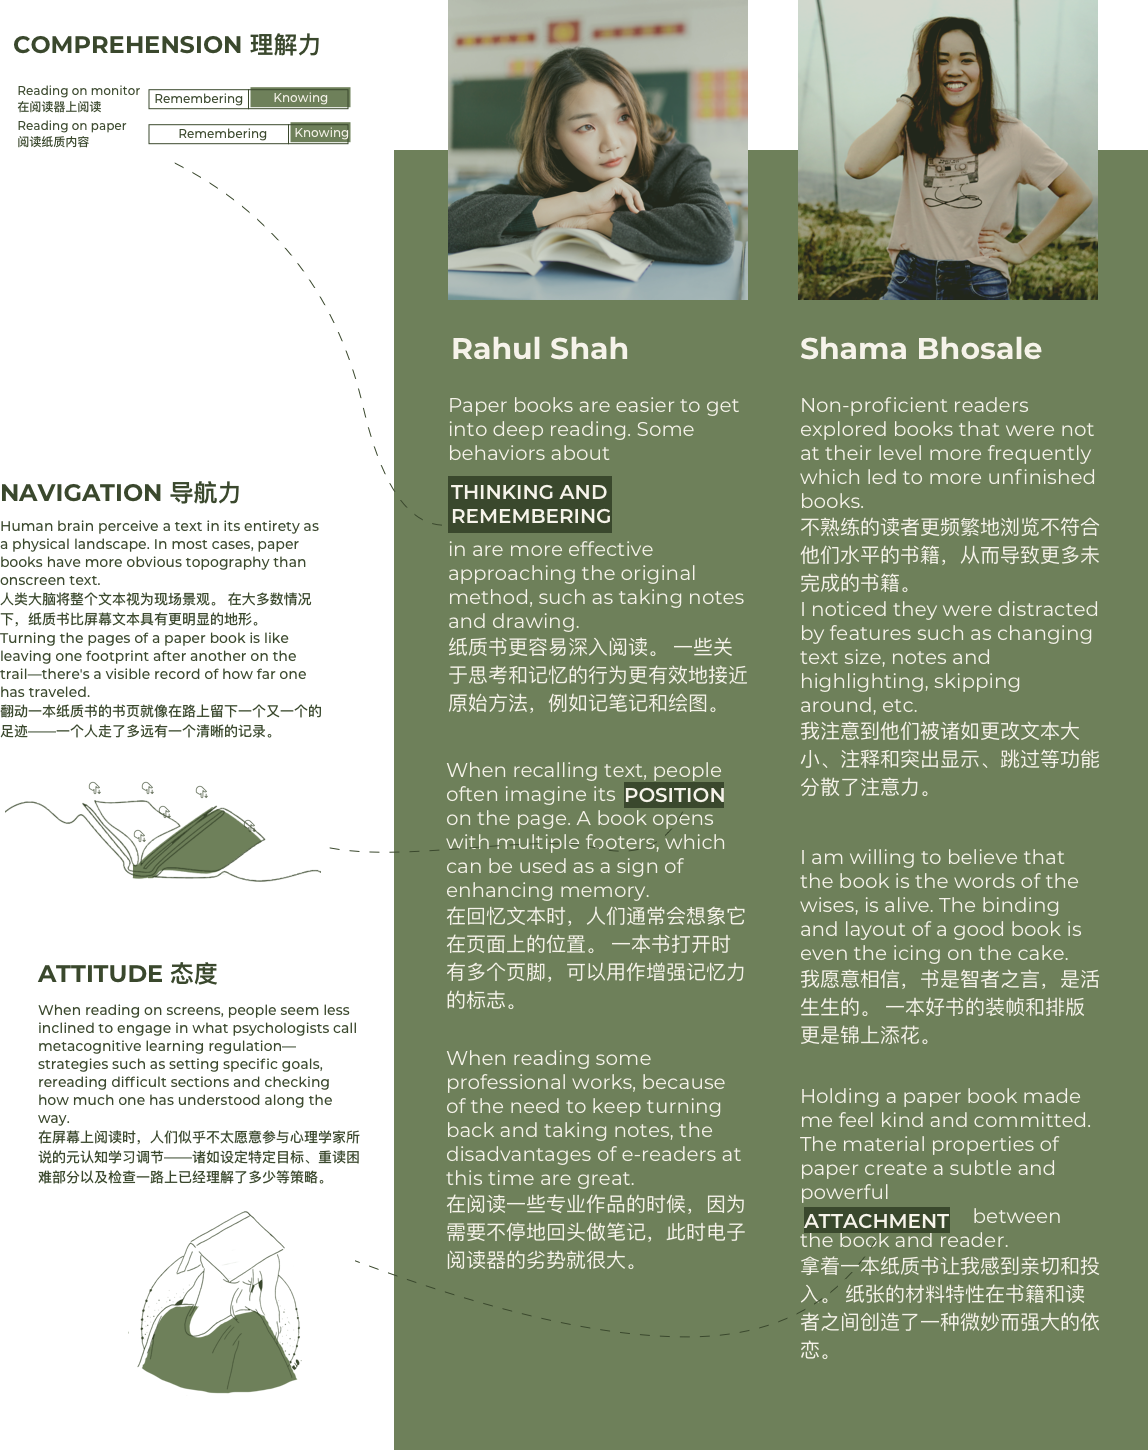 COMPREHENSION 理解力
Reading on monitor
在阅读器上阅读
Remembering
Knowing
Reading on paper
阅读纸质内容
Remembering
Knowing
NAVIGATION 导航力
Human brain perceive a text in its entirety as
a physical landscape. In most cases, paper
books have more obvious topography than
onscreen text.
人类大脑将整个文本视为现场景观。 在大多数情况
下，纸质书比屏幕文本具有更明显的地形。
Turning the pages of a paper book is like
leaving one footprint after another on the
trail—there's a visible record of how far one
has traveled.
翻动一本纸质书的书页就像在路上留下一个又一个的
足迹——一个人走了多远有一个清晰的记录。
ATTITUDE 态度
When reading on screens, people seem less
inclined to engage in what psychologists call
metacognitive learning regulation—
strategies such as setting specific goals,
rereading difficult sections and checking
how much one has understood along the
way.
在屏幕上阅读时，人们似乎不太愿意参与心理学家所
说的元认知学习调节——诸如设定特定目标、重读困
难部分以及检查一路上已经理解了多少等策略。
Rahul Shah
Paper books are easier to get
into deep reading. Some
behaviors about
THINKING AND
REMEMBERING
in are more effective
approaching the original
method, such as taking notes
and drawing.
纸质书更容易深入阅读。 一些关
于思考和记忆的行为更有效地接近
原始方法，例如记笔记和绘图。
When recalling text, people
often imagine its POSITION
on the page. A book opens
with multiple footers, which
can be used as a sign of
enhancing memory.
在回忆文本时，人们通常会想象它
在页面上的位置。 一本书打开时
有多个页脚，可以用作增强记忆力
的标志。
When reading some
professional works, because
of the need to keep turning
back and taking notes, the
disadvantages of e-readers at
this time are great.
在阅读一些专业作品的时候，因为
需要不停地回头做笔记，此时电子
阅读器的劣势就很大。
Shama Bhosale
Non-proficient readers
explored books that were not
at their level more frequently
which led to more unfinished
books.
不熟练的读者更频繁地浏览不符合
他们水平的书籍，从而导致更多未
完成的书籍。
I noticed they were distracted
by features such as changing
text size, notes and
highlighting, skipping
around, etc.
我注意到他们被诸如更改文本大
小、注释和突出显示、跳过等功能
分散了注意力。
I am willing to believe that
the book is the words of the
wises, is alive. The binding
and layout of a good book is
even the icing on the cake.
我愿意相信，书是智者之言，是活
生生的。 一本好书的装帧和排版
更是锦上添花。
Holding a paper book made
me feel kind and committed.
The material properties of
paper create a subtle and
powerful
ATTACHMENT between
the book and reader.
拿着一本纸质书让我感到亲切和投
入。 纸张的材料特性在书籍和读
者之间创造了一种微妙而强大的依
恋。